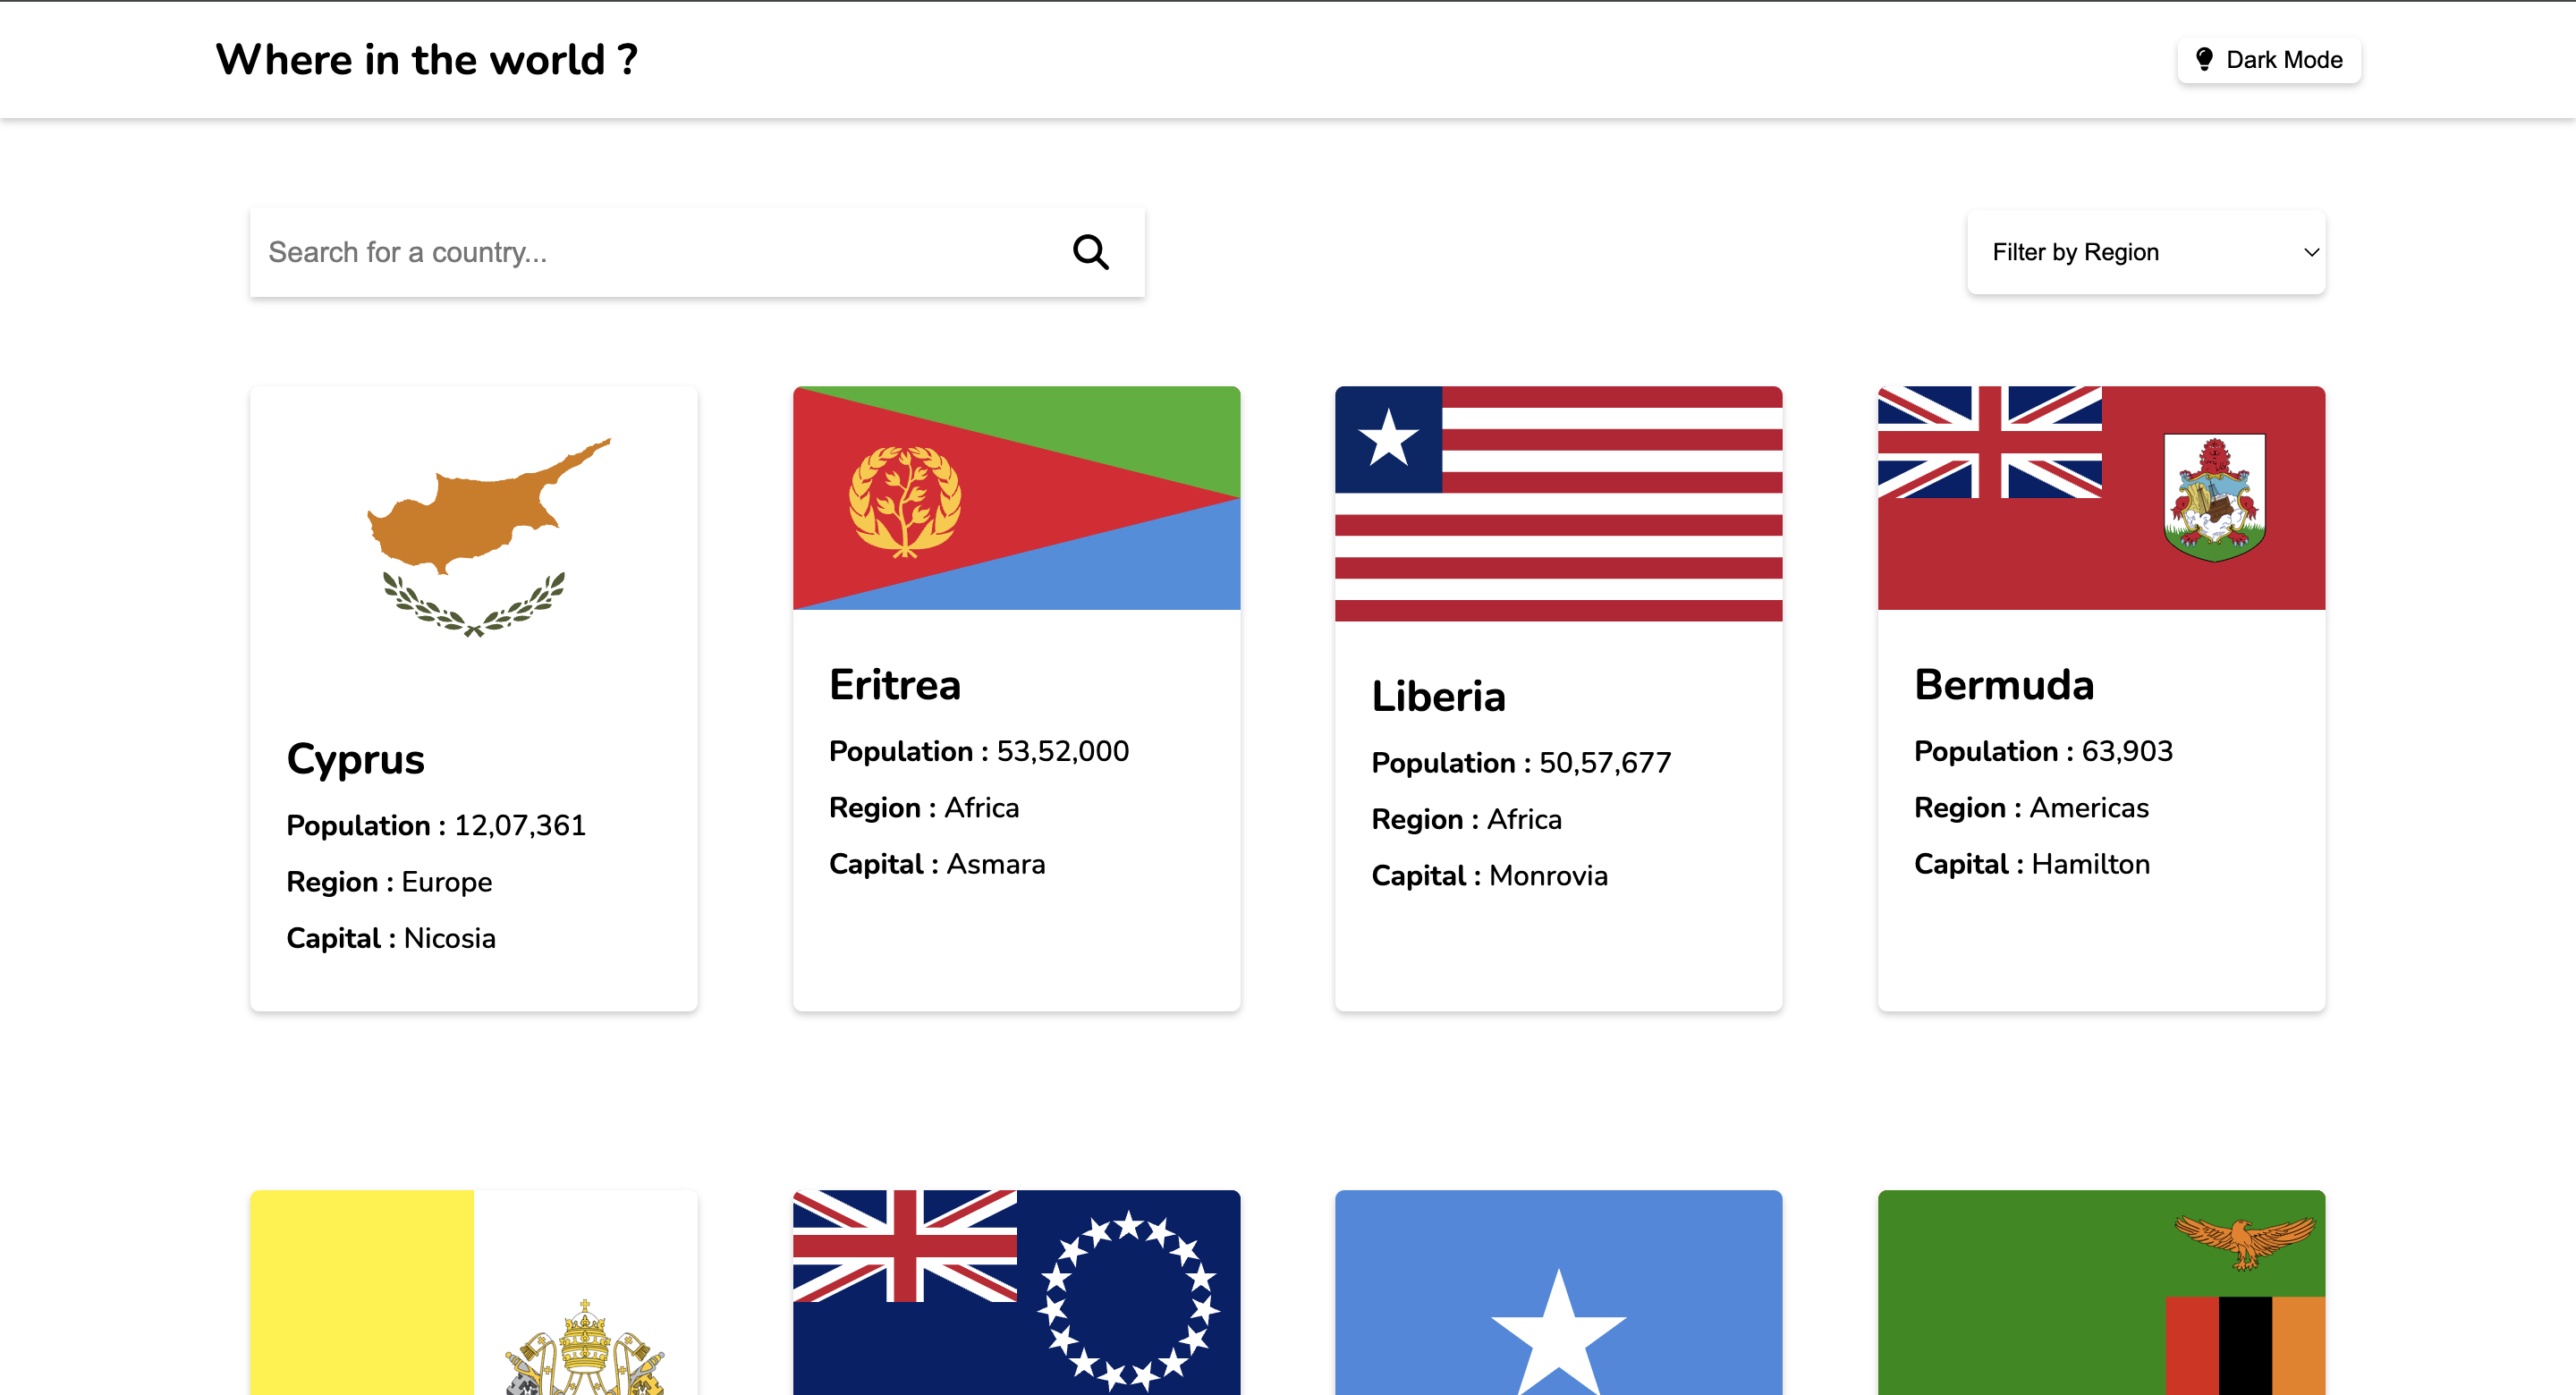 Where in the world ?
Dark Mode
Search for a country...
Filter by Region
Cyprus
Population : 12,07,361
Region : Europe
Capital : Nicosia
Eritrea
Population : 53,52,000
Region : Africa
Capital : Asmara
Liberia
Population : 50,57,677
Region : Africa
Capital : Monrovia
Bermuda
Population : 63,903
Region : Americas
Capital : Hamilton